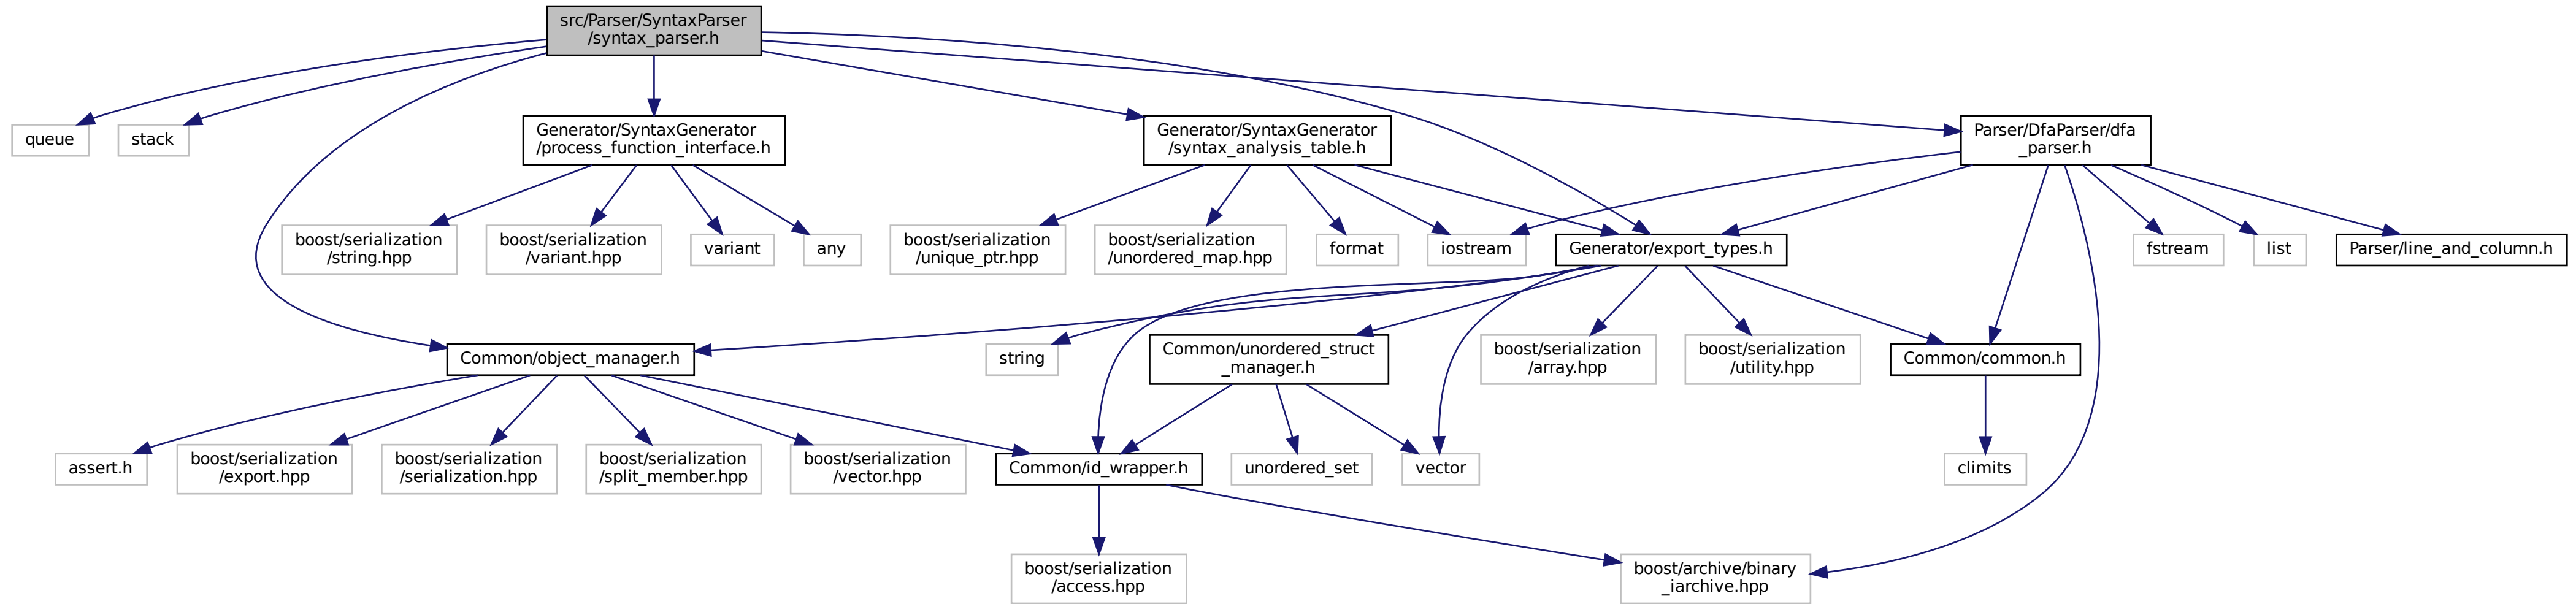 src/Parser/SyntaxParser
/syntax_parser.h
queue
stack
Generator/SyntaxGenerator
/process_function_interface.h
Generator/SyntaxGenerator
/syntax_analysis_table.h
Parser/DfaParser/dfa
_parser.h
boost/serialization
/string.hpp
boost/serialization
/variant.hpp
variant
any
boost/serialization
/unique_ptr.hpp
boost/serialization
/unordered_map.hpp
format
iostream
Generator/export_types.h
fstream
list
Parser/line_and_column.h
Common/object_manager.h
string
Common/unordered_struct
_manager.h
boost/serialization
/array.hpp
boost/serialization
/utility.hpp
Common/common.h
assert.h
boost/serialization
/export.hpp
boost/serialization
/serialization.hpp
boost/serialization
/split_member.hpp
boost/serialization
/vector.hpp
Common/id_wrapper.h
unordered_set
vector
climits
boost/serialization
/access.hpp
boost/archive/binary
_iarchive.hpp